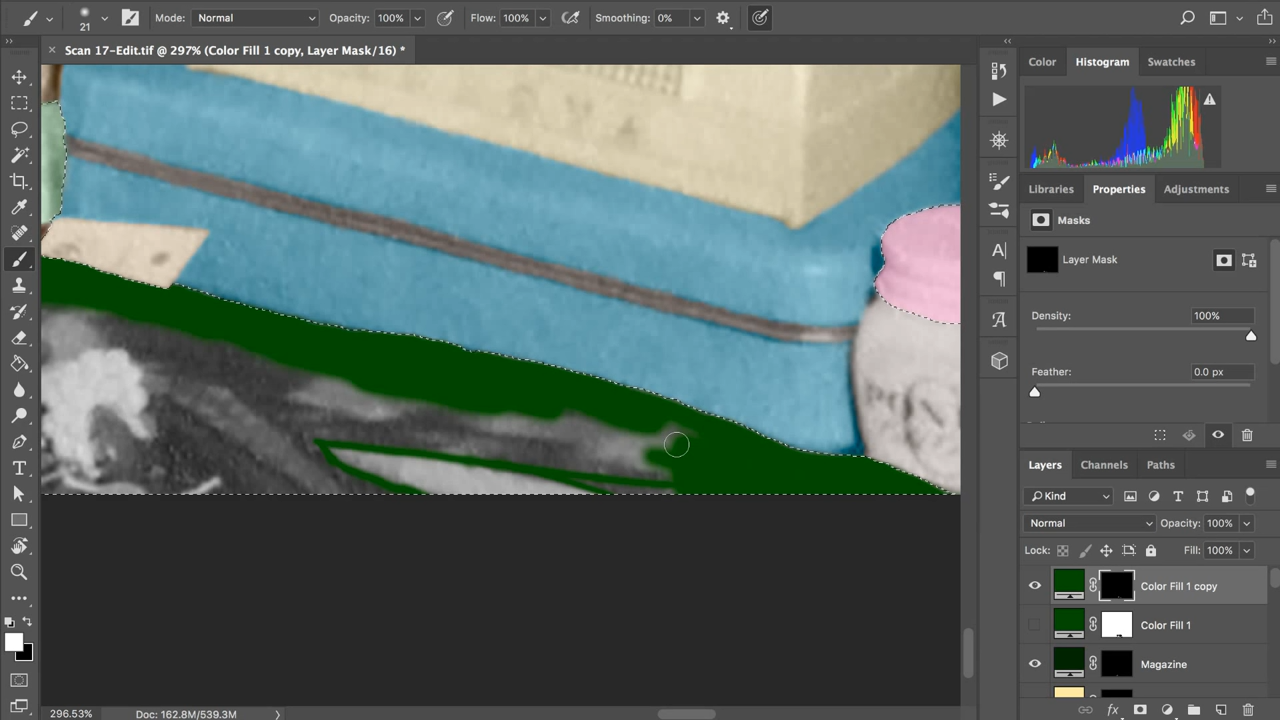 21 Mode: Normal Opacity: 100% Flow: 100% Smoothing: 0%
× Scan 17-Edit.tif @ 297% (Color Fill 1 copy, Layer Mask/16) *
Color Histogram Swatches
Libraries Properties Adjustments
Masks
Layer Mask
Density: 100%
Feather: 0.0 px
Layers Channels Paths
Kind
Normal Opacity: 100%
Lock: Fill: 100%
Color Fill 1 copy
Color Fill 1
Magazine
296.53% Doc: 162.8M/539.3M